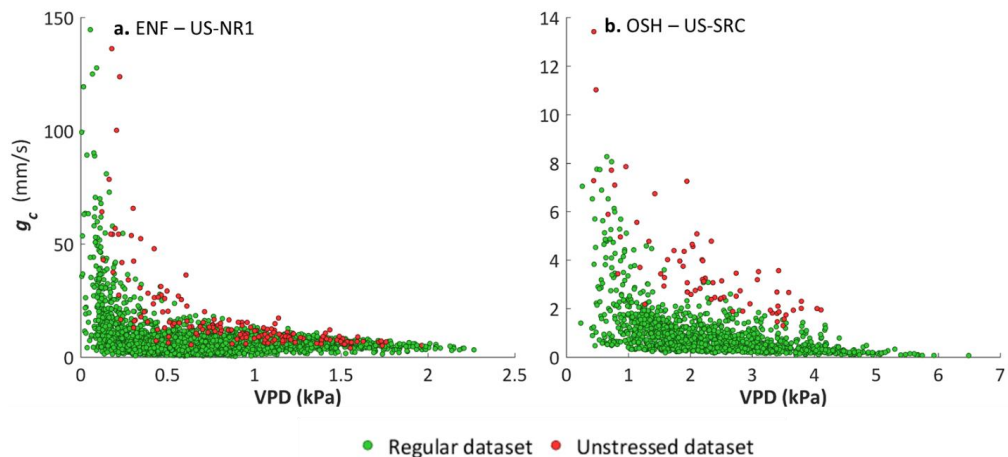 a. ENF – US-NR1
b. OSH – US-SRC
150
100
50
0
g_c (mm/s)
0 0.5 1 1.5 2 2.5
VPD (kPa)
14
12
10
8
6
4
2
0
0 1 2 3 4 5 6 7
VPD (kPa)
Regular dataset Unstressed dataset